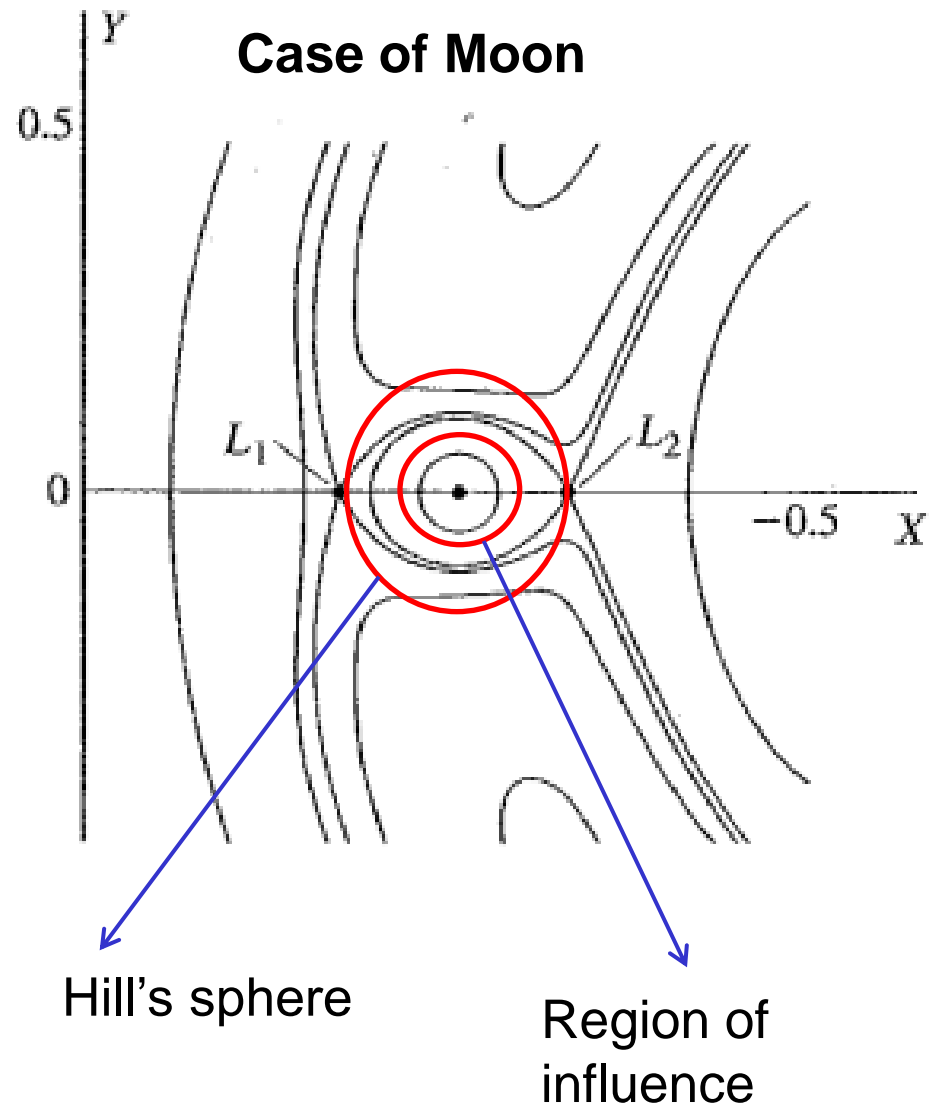 Y
Case of Moon
0.5
L₁
L₂
0
−0.5
X
Hill’s sphere
Region of
influence